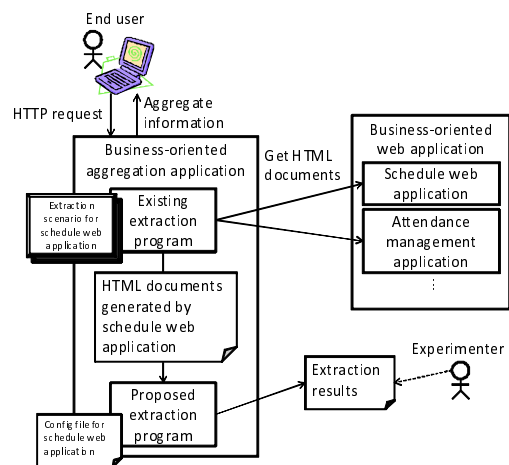 End user
HTTP request
Aggregate
information
Business-oriented
aggregation application
Get HTML
documents
Business-oriented
web application
Schedule web
application
Attendance
management
application
⋮
Extraction
scenario for
schedule web
application
Existing
extraction
program
HTML documents
generated by
schedule web
application
Proposed
extraction
program
Config file for
schedule web
application
Extraction
results
Experimenter